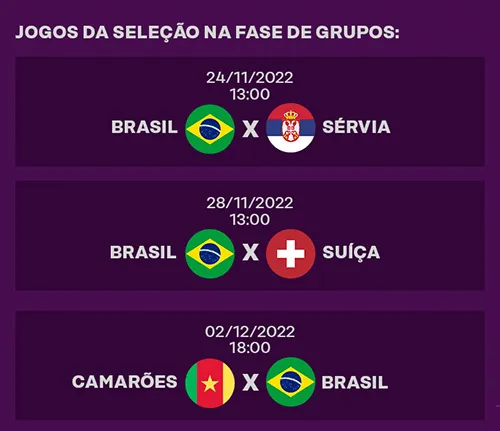 JOGOS DA SELEÇÃO NA FASE DE GRUPOS:
24/11/2022
13:00
BRASIL X SÉRVIA
28/11/2022
13:00
BRASIL X SUÍÇA
02/12/2022
18:00
CAMARÕES X BRASIL